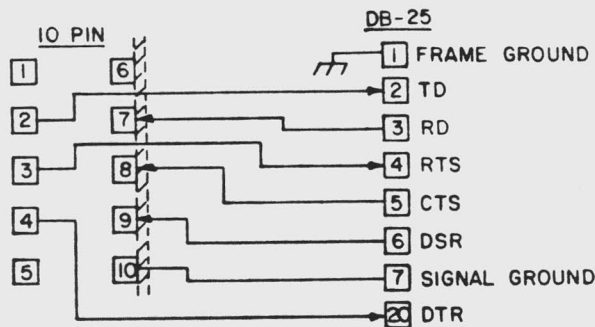 10 PIN
DB-25
1 6
1 FRAME GROUND
2 7
2 TD
3 RD
3 8
4 RTS
5 CTS
4 9
6 DSR
5 10
7 SIGNAL GROUND
20 DTR